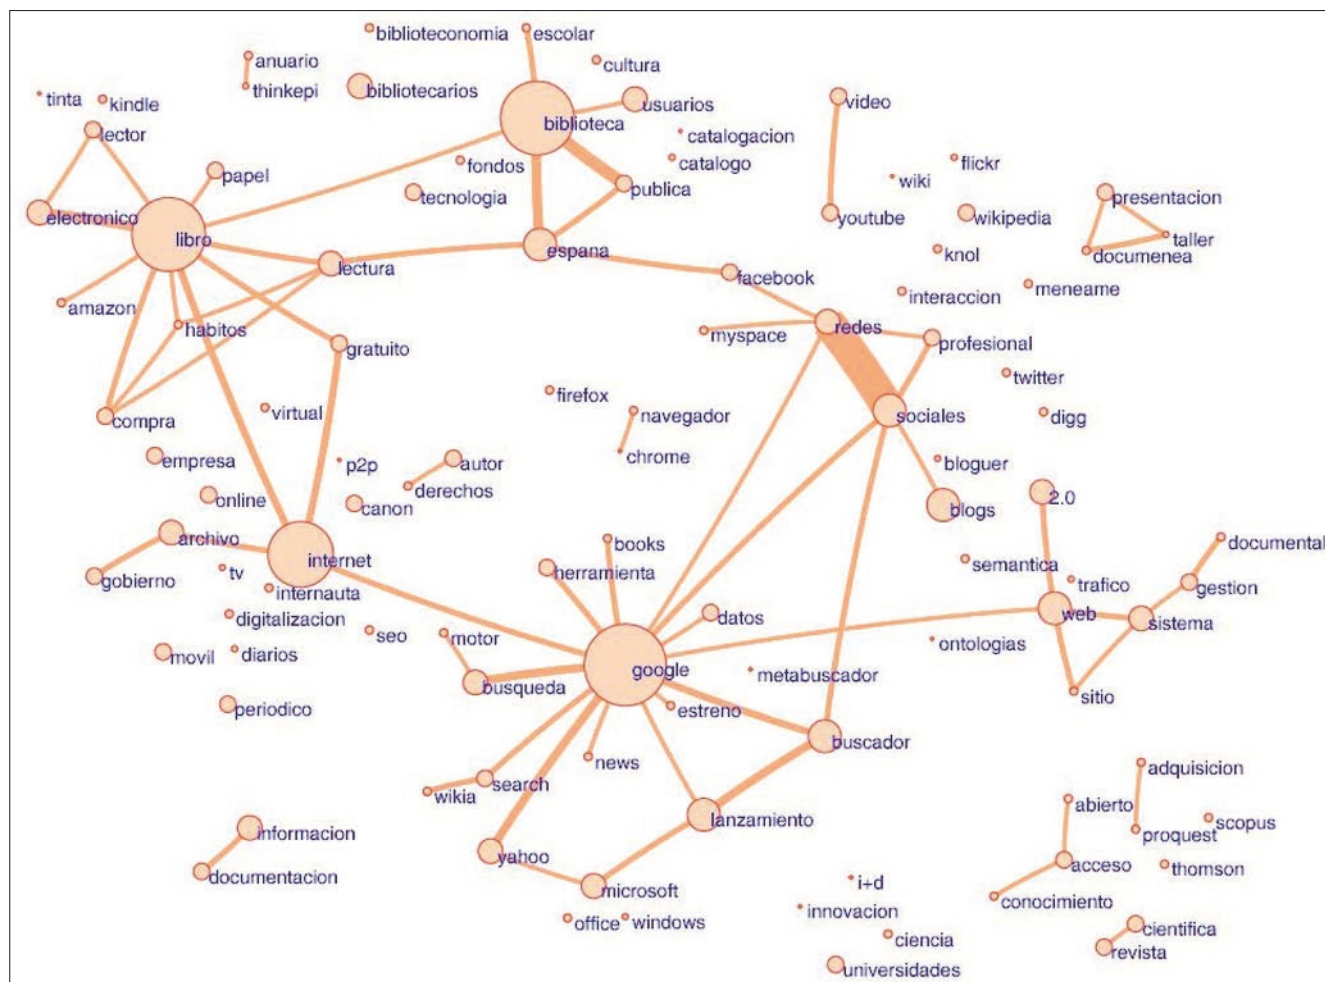 biblioteconomia
escolar
anuario
cultura
thinkepi
bibliotecarios
usuarios
video
tinta
kindle
biblioteca
lector
catalogacion
fondos
catalogo
flickr
papel
wiki
tecnologia
publica
presentacion
electronico
youtube
wikipedia
libro
taller
espana
knol
documenea
lectura
facebook
interaccion
meneame
amazon
habitos
redes
myspace
profesional
gratuito
twitter
firefox
virtual
navegador
sociales
digg
compra
chrome
empresa
p2p
autor
bloguer
derechos
online
canon
2.0
blogs
archivo
books
documental
internet
herramienta
semantica
gobierno
tv
trafico
gestion
internauta
digitalizacion
datos
web
sistema
seo
motor
ontologias
movil
diarios
google
metabuscador
busqueda
sitio
periodico
estreno
buscador
news
adquisicion
search
wikia
abierto
lanzamiento
scopus
informacion
proquest
yahoo
acceso
thomson
documentacion
microsoft
i+d
conocimiento
innovacion
office
windows
cientifica
ciencia
revista
universidades